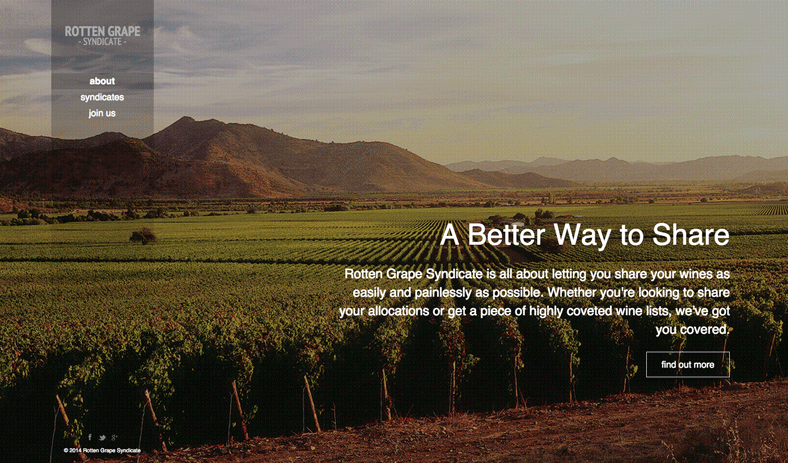 ROTTEN GRAPE
- SYNDICATE -
about
syndicates
join us
A Better Way to Share
Rotten Grape Syndicate is all about letting you share your wines as
easily and painlessly as possible. Whether you're looking to share
your allocations or get a piece of highly coveted wine lists, we've got
you covered.
find out more
f g+
© 2014 Rotten Grape Syndicate